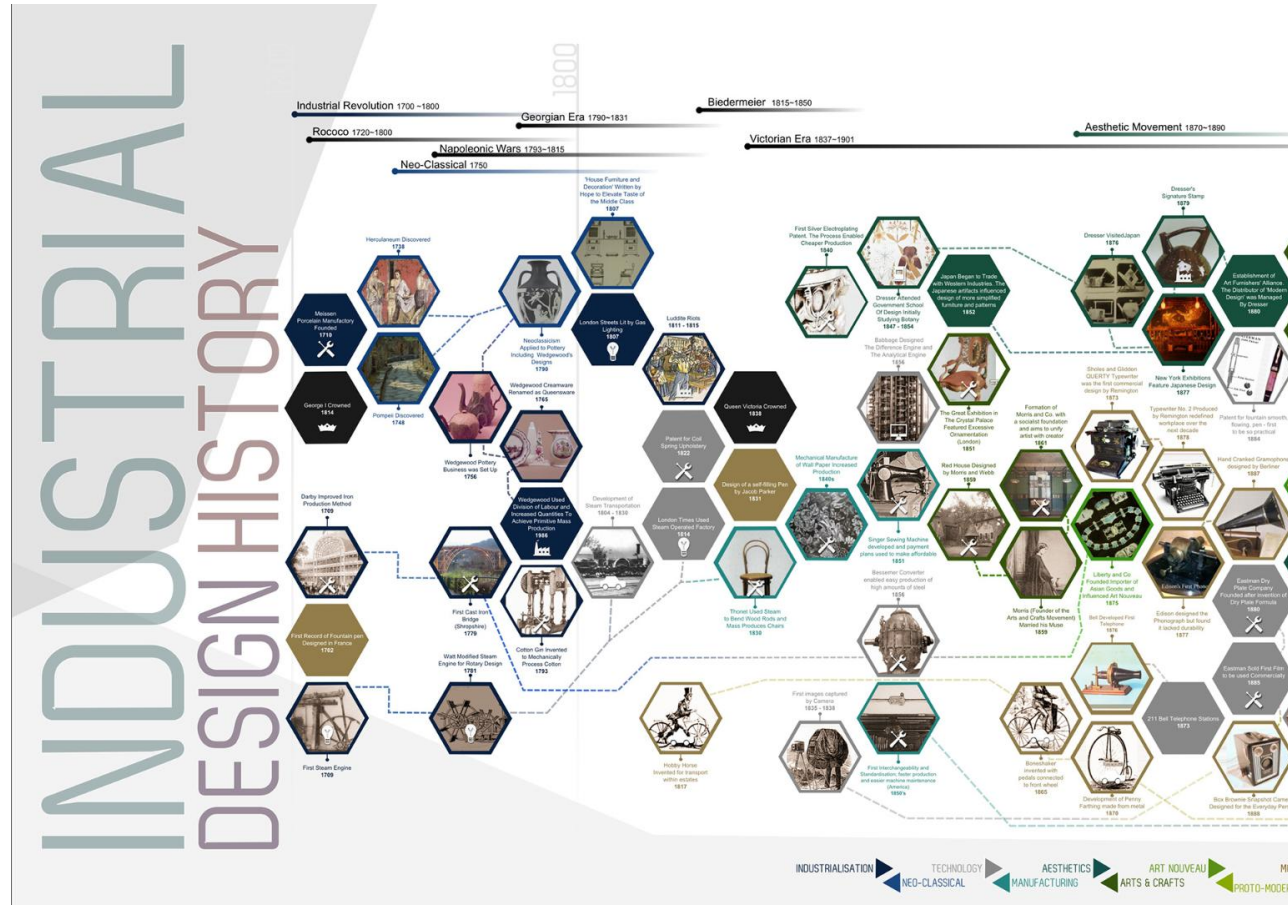 INDUSTRIAL
DESIGN HISTORY
1800
Industrial Revolution 1700 ~1800
Rococo 1720~1800
Georgian Era 1790~1831
Napoleonic Wars 1793~1815
Neo-Classical 1750
Biedermeier 1815~1850
Victorian Era 1837~1901
Aesthetic Movement 1870~1890
'House Furniture and
Decoration' Written by
Hope to Elevate Taste of
the Middle Class
1807
Herculaneum Discovered
1738
Meissen
Porcelain Manufactory
Founded
1710
George I Crowned
1814
Pompeii Discovered
1748
Neoclassicism
Applied to Pottery
Including Wedgewood's
Designs
1790
London Streets Lit by Gas
Lighting
1807
Luddite Riots
1811 - 1815
Wedgewood Creamware
Renamed as Queensware
1765
Wedgewood Pottery
Business was Set Up
1756
Wedgewood Used
Division of Labour and
Increased Quantities To
Achieve Primitive Mass
Production
1986
Darby Improved Iron
Production Method
1709
First Record of Fountain pen
Designed in France
1702
First Steam Engine
1709
First Cast Iron
Bridge
(Shropshire)
1779
Watt Modified Steam
Engine for Rotary Design
1781
Cotton Gin Invented
to Mechanically
Process Cotton
1793
Development of
Steam Transportation
1804 - 1830
Patent for Coil
Spring Upholstery
1822
London Times Used
Steam Operated Factory
1814
Queen Victoria Crowned
1838
Design of a self-filling Pen
by Jacob Parker
1831
Thonet Used Steam
to Bend Wood Rods and
Mass Produces Chairs
1830
Mechanical Manufacture
of Wall Paper Increased
Production
1840s
Hobby Horse
Invented for transport
within estates
1817
First Silver Electroplating
Patent. The Process Enabled
Cheaper Production
1840
Dresser Attended
Government School
Of Design Initially
Studying Botany
1847 - 1854
Babbage Designed
The Difference Engine and
The Analytical Engine
1856
Singer Sewing Machine
developed and payment
plans used to make affordable
1851
Bessemer Converter
enabled easy production of
high amounts of steel
1856
First images captured
by Camera
1835 - 1838
First Interchangeability and
Standardisation; faster production
and easier machine maintenance
(America)
1850's
Japan Began to Trade
with Western Industries. The
Japanese artifacts influenced
design of more simplified
furniture and patterns
1852
The Great Exhibition in
The Crystal Palace
Featured Excessive
Ornamentation
(London)
1851
Red House Designed
by Morris and Webb
1859
Formation of
Morris and Co. with
a socialist foundation
and aims to unify
artist with creator
1861
Morris (Founder of the
Arts and Crafts Movement)
Married his Muse
1859
Boneshaker
invented with
pedals connected
to front wheel
1865
Dresser Visited Japan
1876
Dresser's
Signature Stamp
1879
Establishment of
Art Furnishers' Alliance.
The Distributor of 'Modern
Design' was Managed
By Dresser
1880
New York Exhibitions
Feature Japanese Design
1877
Sholes and Glidden
QUERTY Typewriter
was the first commercial
design by Remington
1873
Typewriter No. 2 Produced
by Remington redefined
workplace over the
next decade
1878
Patent for fountain smooth,
flowing, pen - first
to be so practical
1884
Hand Cranked Gramophone
designed by Berliner
1887
Liberty and Co
Founded:Importer of
Asian Goods and
Influenced Art Nouveau
1875
Edison's First Phono
Edison designed the
Phonograph but found
it lacked durability
1877
Eastman Dry
Plate Company
Founded after Invention of
Dry Plate Formula
1880
Bell Developed First
Telephone
1876
211 Bell Telephone Stations
1873
Eastman Sold First Film
to be used Commercially
1885
Development of Penny
Farthing made from metal
1870
Box Brownie Snapshot Came
Designed for the Everyday Per
1888
INDUSTRIALISATION
NEO-CLASSICAL
TECHNOLOGY
MANUFACTURING
AESTHETICS
ARTS & CRAFTS
ART NOUVEAU
PROTO-MODER